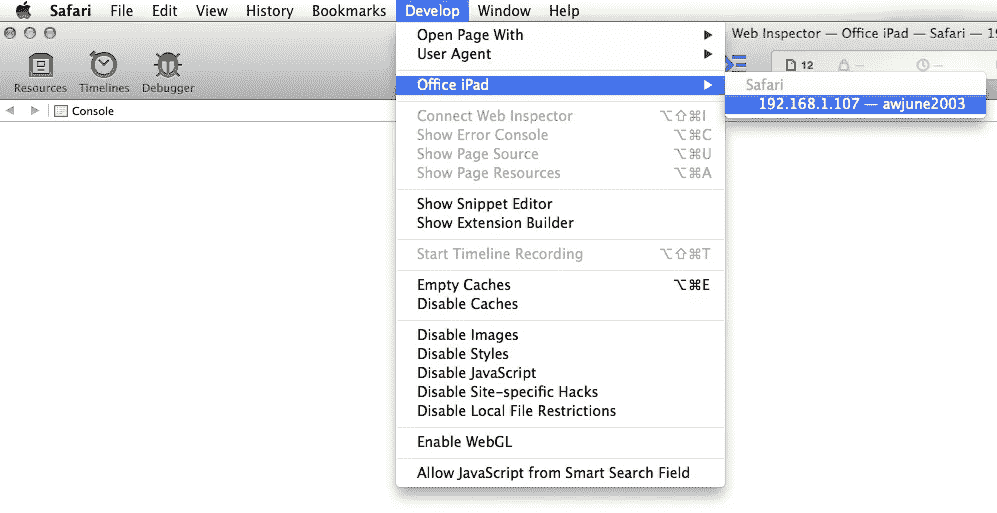 Safari File Edit View History Bookmarks Develop Window Help
Web Inspector — Office iPad — Safari — 19
Resources Timelines Debugger
12 — —
Console
Open Page With
User Agent
Office iPad
Safari
192.168.1.107 — awjune2003
Connect Web Inspector ⌥⇧⌘I
Show Error Console ⌥⌘C
Show Page Source ⌥⌘U
Show Page Resources ⌥⌘A
Show Snippet Editor
Show Extension Builder
Start Timeline Recording ⌥⇧⌘T
Empty Caches ⌥⌘E
Disable Caches
Disable Images
Disable Styles
Disable JavaScript
Disable Site-specific Hacks
Disable Local File Restrictions
Enable WebGL
Allow JavaScript from Smart Search Field